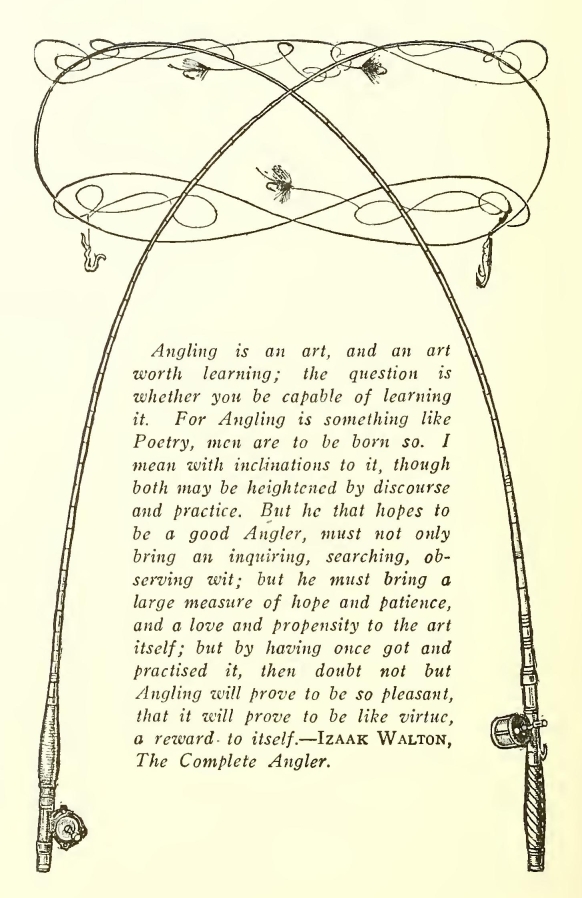 Angling is an art, and an art
worth learning; the question is
whether you be capable of learning
it. For Angling is something like
Poetry, men are to be born so. I
mean with inclinations to it, though
both may be heightened by discourse
and practice. But he that hopes to
be a good Angler, must not only
bring an inquiring, searching, ob-
serving wit; but he must bring a
large measure of hope and patience,
and a love and propensity to the art
itself; but by having once got and
practised it, then doubt not but
Angling will prove to be so pleasant,
that it will prove to be like virtue,
a reward to itself.—IZAAK WALTON,
The Complete Angler.